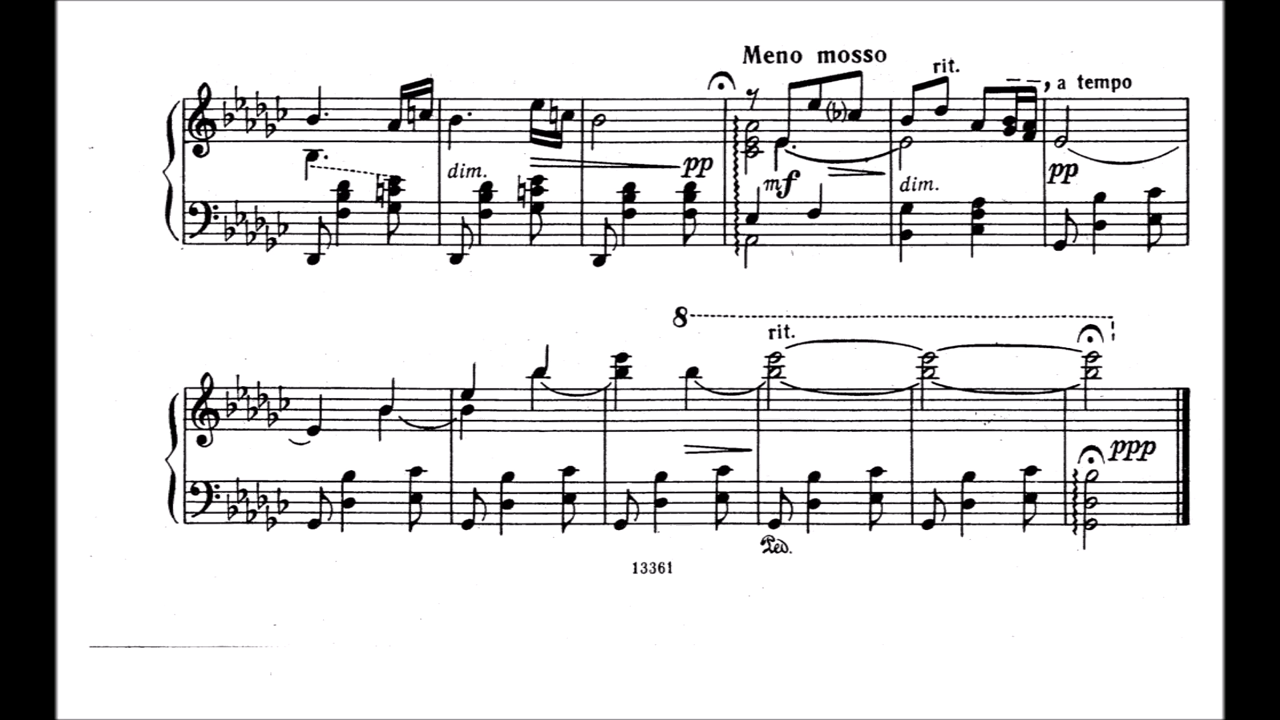 Meno mosso
rit.
, a tempo
(b)
dim.
pp
mf
dim.
pp
8
rit.
ppp
Ped.
13361